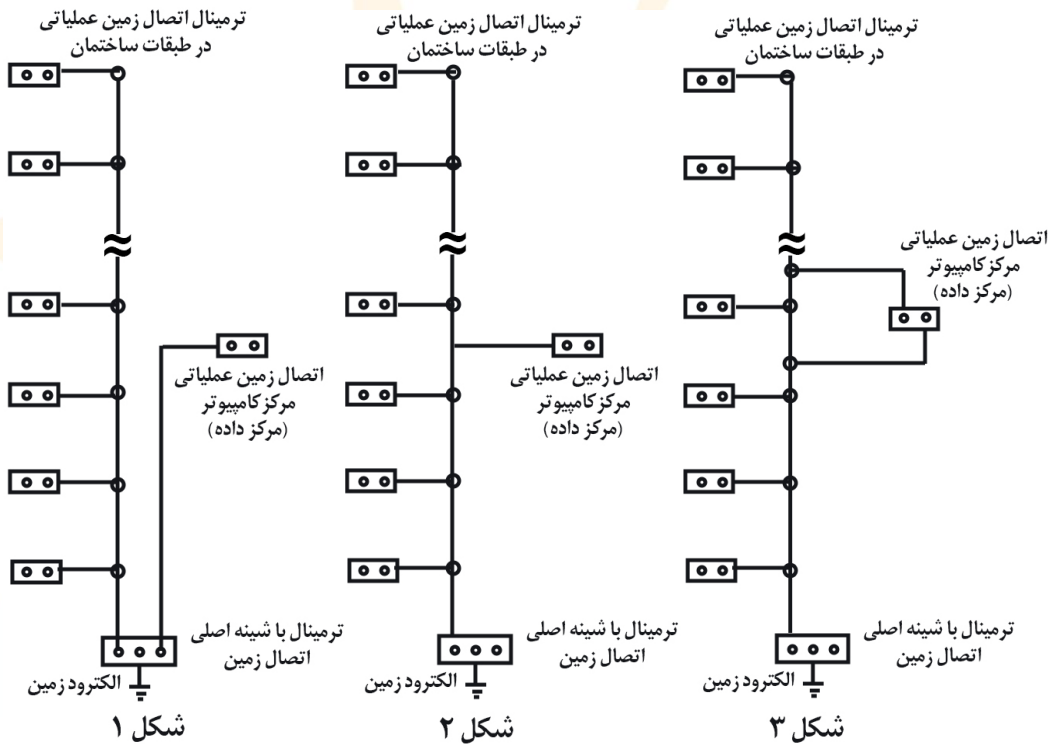 ترمینال اتصال زمین عملیاتی
در طبقات ساختمان
اتصال زمین عملیاتی
مرکز کامپیوتر
(مرکز داده)
ترمینال با شینه اصلی
اتصال زمین
الکترود زمین
شکل ۱
ترمینال اتصال زمین عملیاتی
در طبقات ساختمان
اتصال زمین عملیاتی
مرکز کامپیوتر
(مرکز داده)
ترمینال با شینه اصلی
اتصال زمین
الکترود زمین
شکل ۲
ترمینال اتصال زمین عملیاتی
در طبقات ساختمان
اتصال زمین عملیاتی
مرکز کامپیوتر
(مرکز داده)
ترمینال با شینه اصلی
اتصال زمین
الکترود زمین
شکل ۳